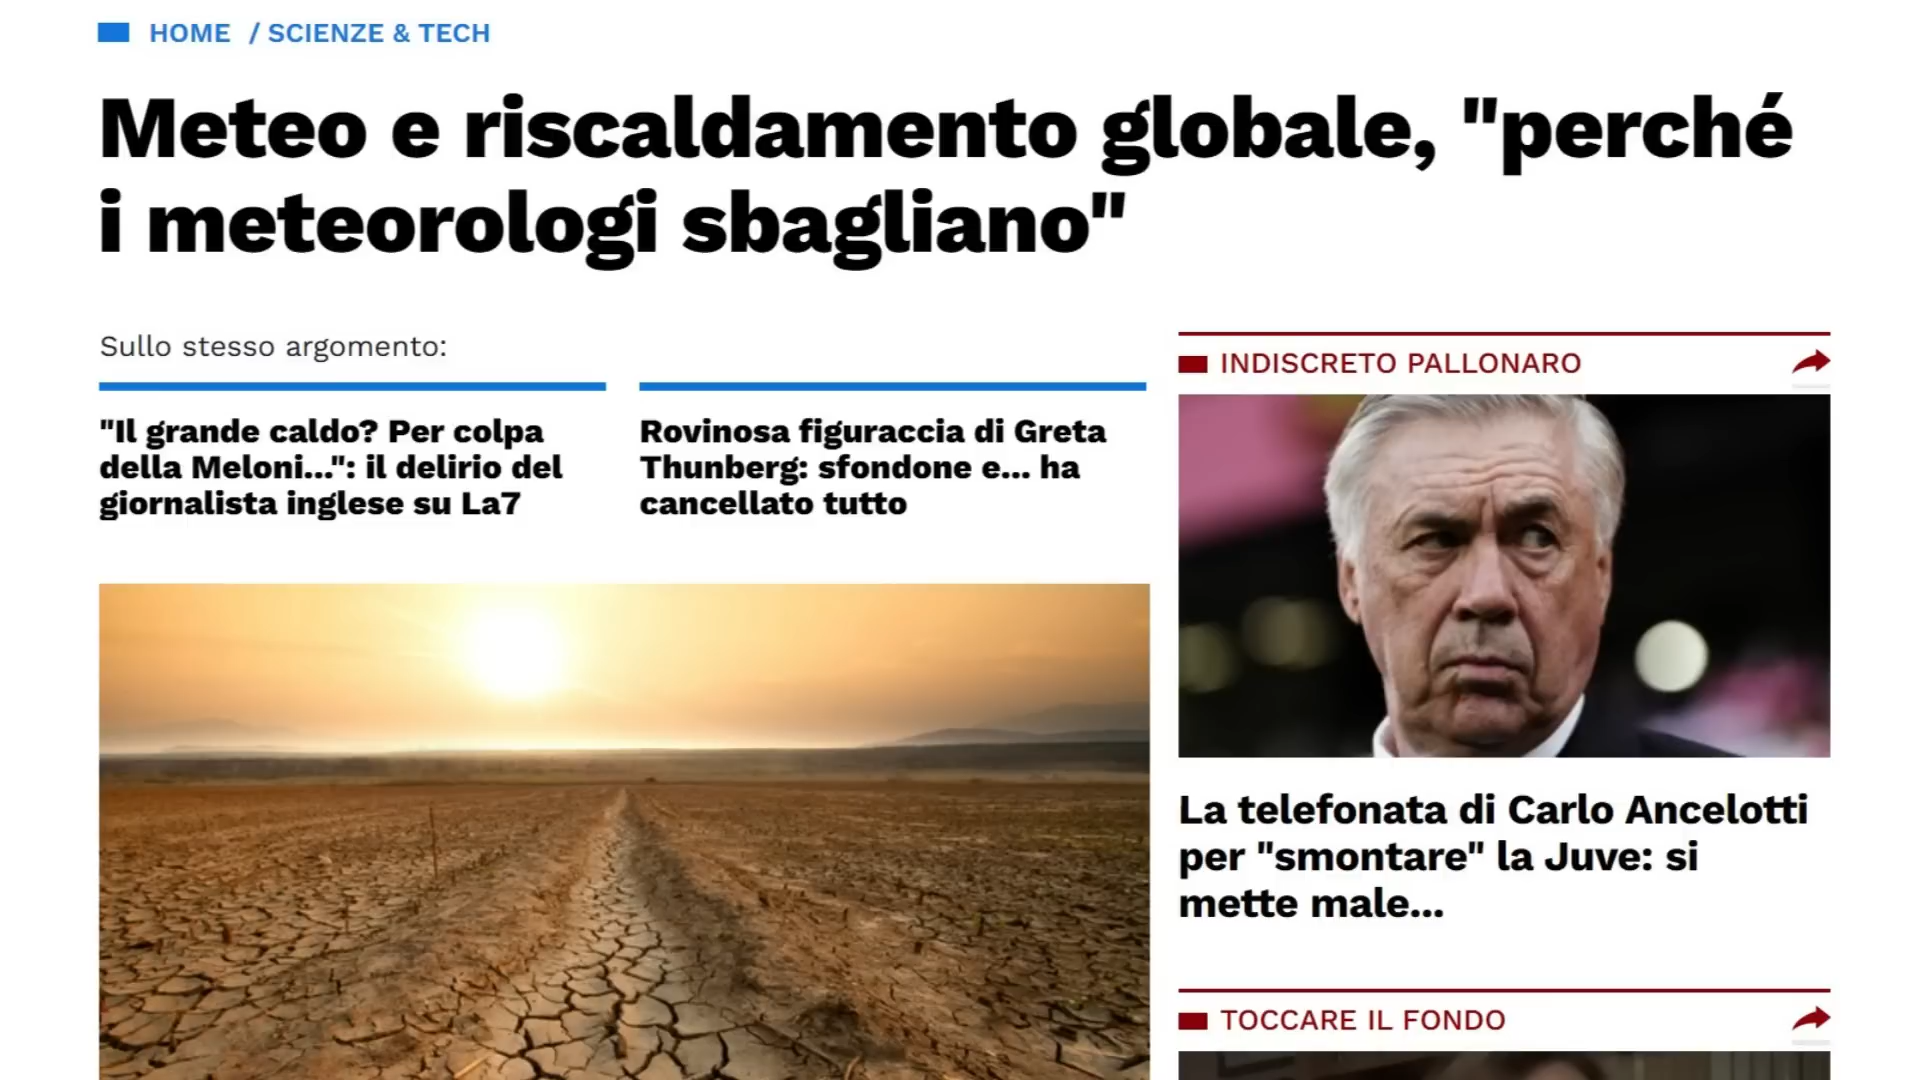 HOME / SCIENZE & TECH
Meteo e riscaldamento globale, "perché
i meteorologi sbagliano"
Sullo stesso argomento:
"Il grande caldo? Per colpa
della Meloni...": il delirio del
giornalista inglese su La7
Rovinosa figuraccia di Greta
Thunberg: sfondone e... ha
cancellato tutto
INDISCRETO PALLONARO
La telefonata di Carlo Ancelotti
per "smontare" la Juve: si
mette male...
TOCCARE IL FONDO